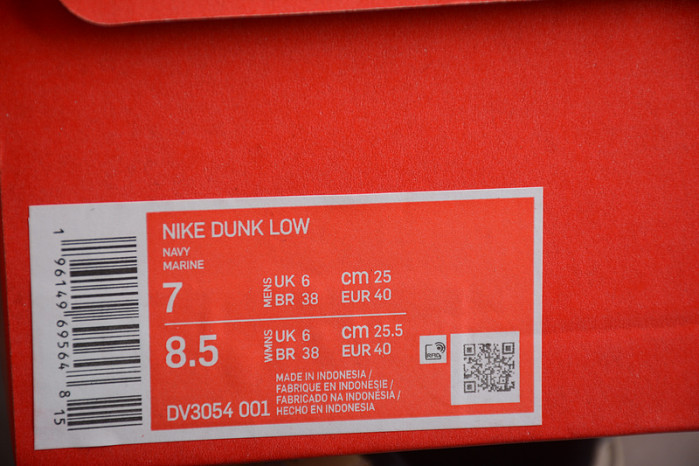 NIKE DUNK LOW
NAVY
MARINE
7
MENS
UK 6
BR 38
cm 25
EUR 40
8.5
WMNS
UK 6
BR 38
cm 25.5
EUR 40
MADE IN INDONESIA /
FABRIQUE EN INDONESIE /
FABRICADO NA INDONÉSIA /
HECHO EN INDONESIA
DV3054 001
RFID
1 96149 69564 8 15